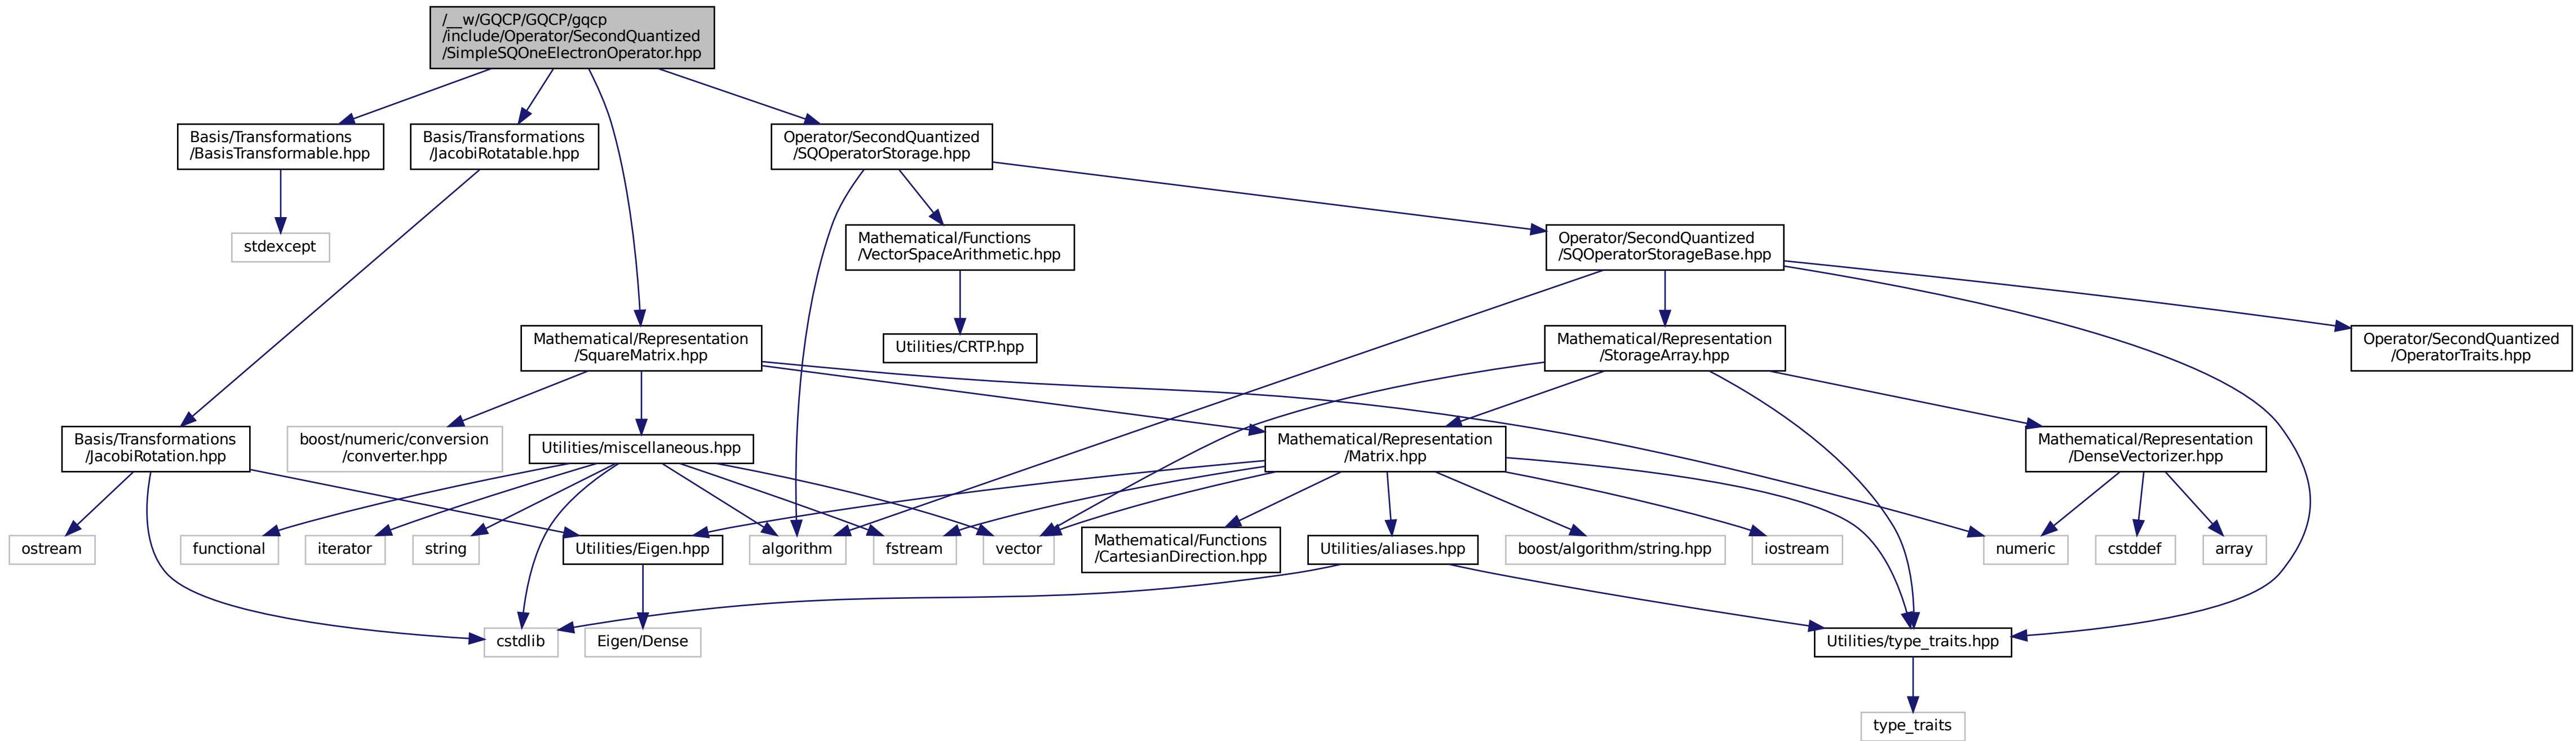 /__w/GQCP/GQCP/gqcp
/include/Operator/SecondQuantized
/SimpleSQOneElectronOperator.hpp
Basis/Transformations
/BasisTransformable.hpp
Basis/Transformations
/JacobiRotatable.hpp
Operator/SecondQuantized
/SQOperatorStorage.hpp
stdexcept
Mathematical/Functions
/VectorSpaceArithmetic.hpp
Operator/SecondQuantized
/SQOperatorStorageBase.hpp
Mathematical/Representation
/SquareMatrix.hpp
Utilities/CRTP.hpp
Mathematical/Representation
/StorageArray.hpp
Operator/SecondQuantized
/OperatorTraits.hpp
Basis/Transformations
/JacobiRotation.hpp
boost/numeric/conversion
/converter.hpp
Utilities/miscellaneous.hpp
Mathematical/Representation
/Matrix.hpp
Mathematical/Representation
/DenseVectorizer.hpp
ostream
functional
iterator
string
Utilities/Eigen.hpp
algorithm
fstream
vector
Mathematical/Functions
/CartesianDirection.hpp
Utilities/aliases.hpp
boost/algorithm/string.hpp
iostream
numeric
cstddef
array
cstdlib
Eigen/Dense
Utilities/type_traits.hpp
type_traits